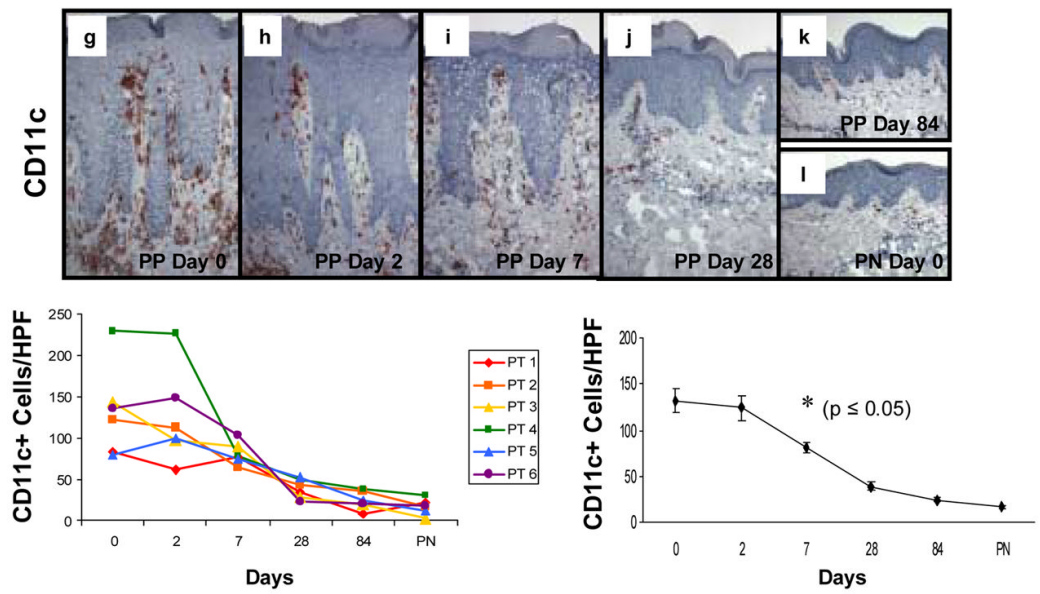 CD11c
g
PP Day 0
h
PP Day 2
i
PP Day 7
j
PP Day 28
k
PP Day 84
l
PN Day 0
CD11c+ Cells/HPF
250
200
150
100
50
0
0 2 7 28 84 PN
Days
PT 1
PT 2
PT 3
PT 4
PT 5
PT 6
CD11c+ Cells/HPF
200
150
100
50
0
* (p ≤ 0.05)
0 2 7 28 84 PN
Days